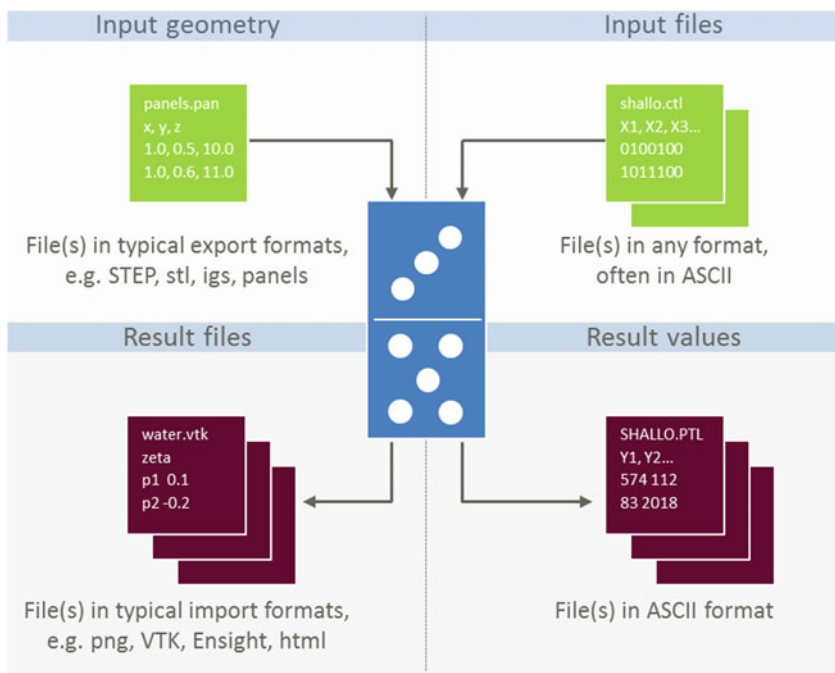 Input geometry
Input files
panels.pan
x, y, z
1.0, 0.5, 10.0
1.0, 0.6, 11.0
shallo.ctl
X1, X2, X3...
0100100
1011100
File(s) in typical export formats,
e.g. STEP, stl, igs, panels
File(s) in any format,
often in ASCII
Result files
Result values
water.vtk
zeta
p1 0.1
p2 -0.2
SHALLO.PTL
Y1, Y2...
574 112
83 2018
File(s) in typical import formats,
e.g. png, VTK, Ensight, html
File(s) in ASCII format